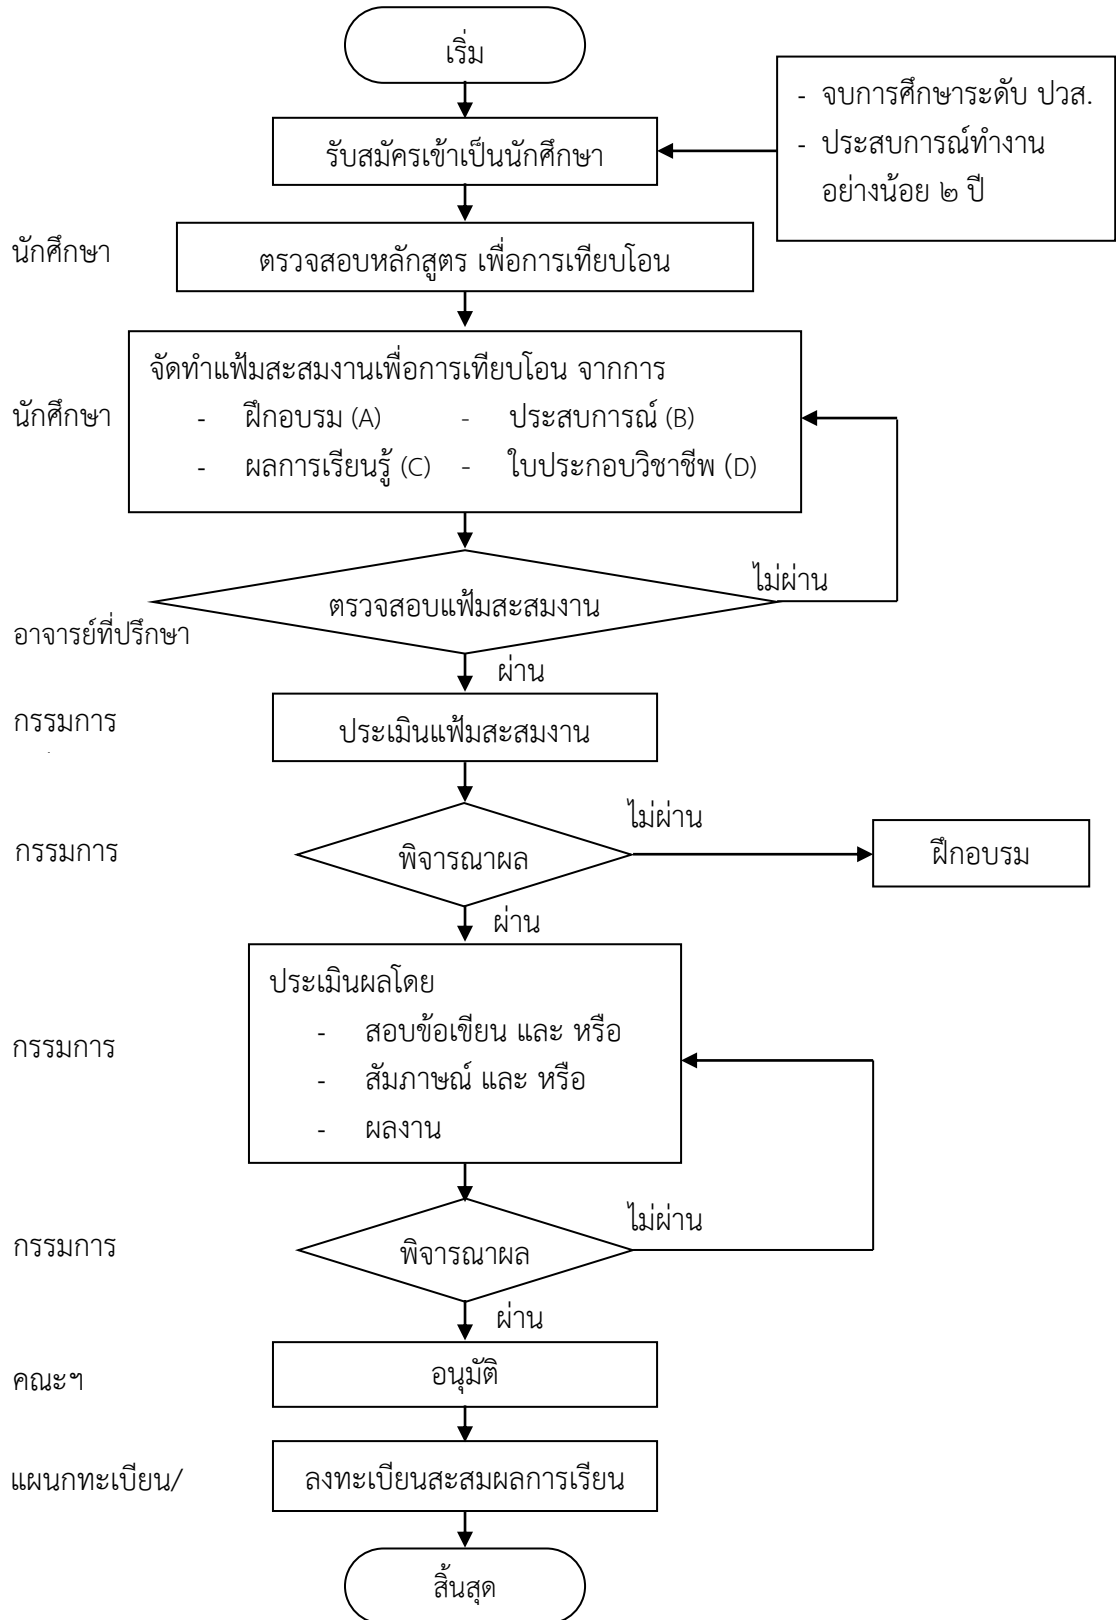 เริ่ม
- จบการศึกษาระดับ ปวส.
- ประสบการณ์ทำงาน
อย่างน้อย ๒ ปี
รับสมัครเข้าเป็นนักศึกษา
นักศึกษา
ตรวจสอบหลักสูตร เพื่อการเทียบโอน
จัดทำแฟ้มสะสมงานเพื่อการเทียบโอน จากการ
นักศึกษา
- ฝึกอบรม (A) - ประสบการณ์ (B)
- ผลการเรียนรู้ (C) - ใบประกอบวิชาชีพ (D)
ไม่ผ่าน
ตรวจสอบแฟ้มสะสมงาน
อาจารย์ที่ปรึกษา
ผ่าน
กรรมการ
ประเมินแฟ้มสะสมงาน
ไม่ผ่าน
กรรมการ
พิจารณาผล
ฝึกอบรม
ผ่าน
ประเมินผลโดย
กรรมการ
- สอบข้อเขียน และ หรือ
- สัมภาษณ์ และ หรือ
- ผลงาน
ไม่ผ่าน
กรรมการ
พิจารณาผล
ผ่าน
คณะฯ
อนุมัติ
แผนกทะเบียน/
ลงทะเบียนสะสมผลการเรียน
สิ้นสุด